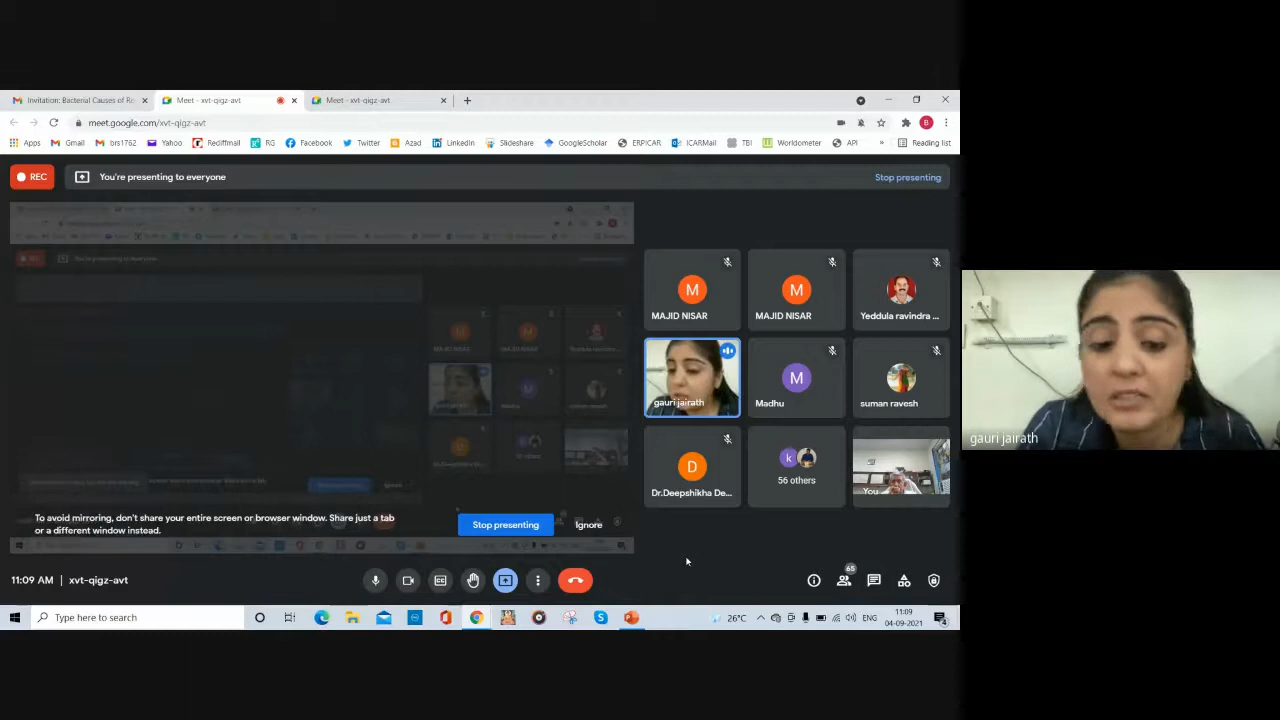 Invitation: Bacterial Causes of Re
Meet - xvt-qigz-avt
Meet - xvt-qigz-avt
meet.google.com/xvt-qigz-avt
B
Apps
Gmail
brs1762
Yahoo
Rediffmail
RG
Facebook
Twitter
Azad
LinkedIn
Slideshare
GoogleScholar
ERPICAR
ICARMail
TBI
Worldometer
API
Reading list
REC
You're presenting to everyone
Stop presenting
M
MAJID NISAR
M
MAJID NISAR
Yeddula ravindra ...
gauri jairath
M
Madhu
suman ravesh
D
Dr.Deepshikha De...
k
56 others
You
gauri jairath
To avoid mirroring, don't share your entire screen or browser window. Share just a tab
or a different window instead.
Stop presenting
Ignore
11:09 AM | xvt-qigz-avt
65
Type here to search
26°C
ENG
11:09
04-09-2021
4